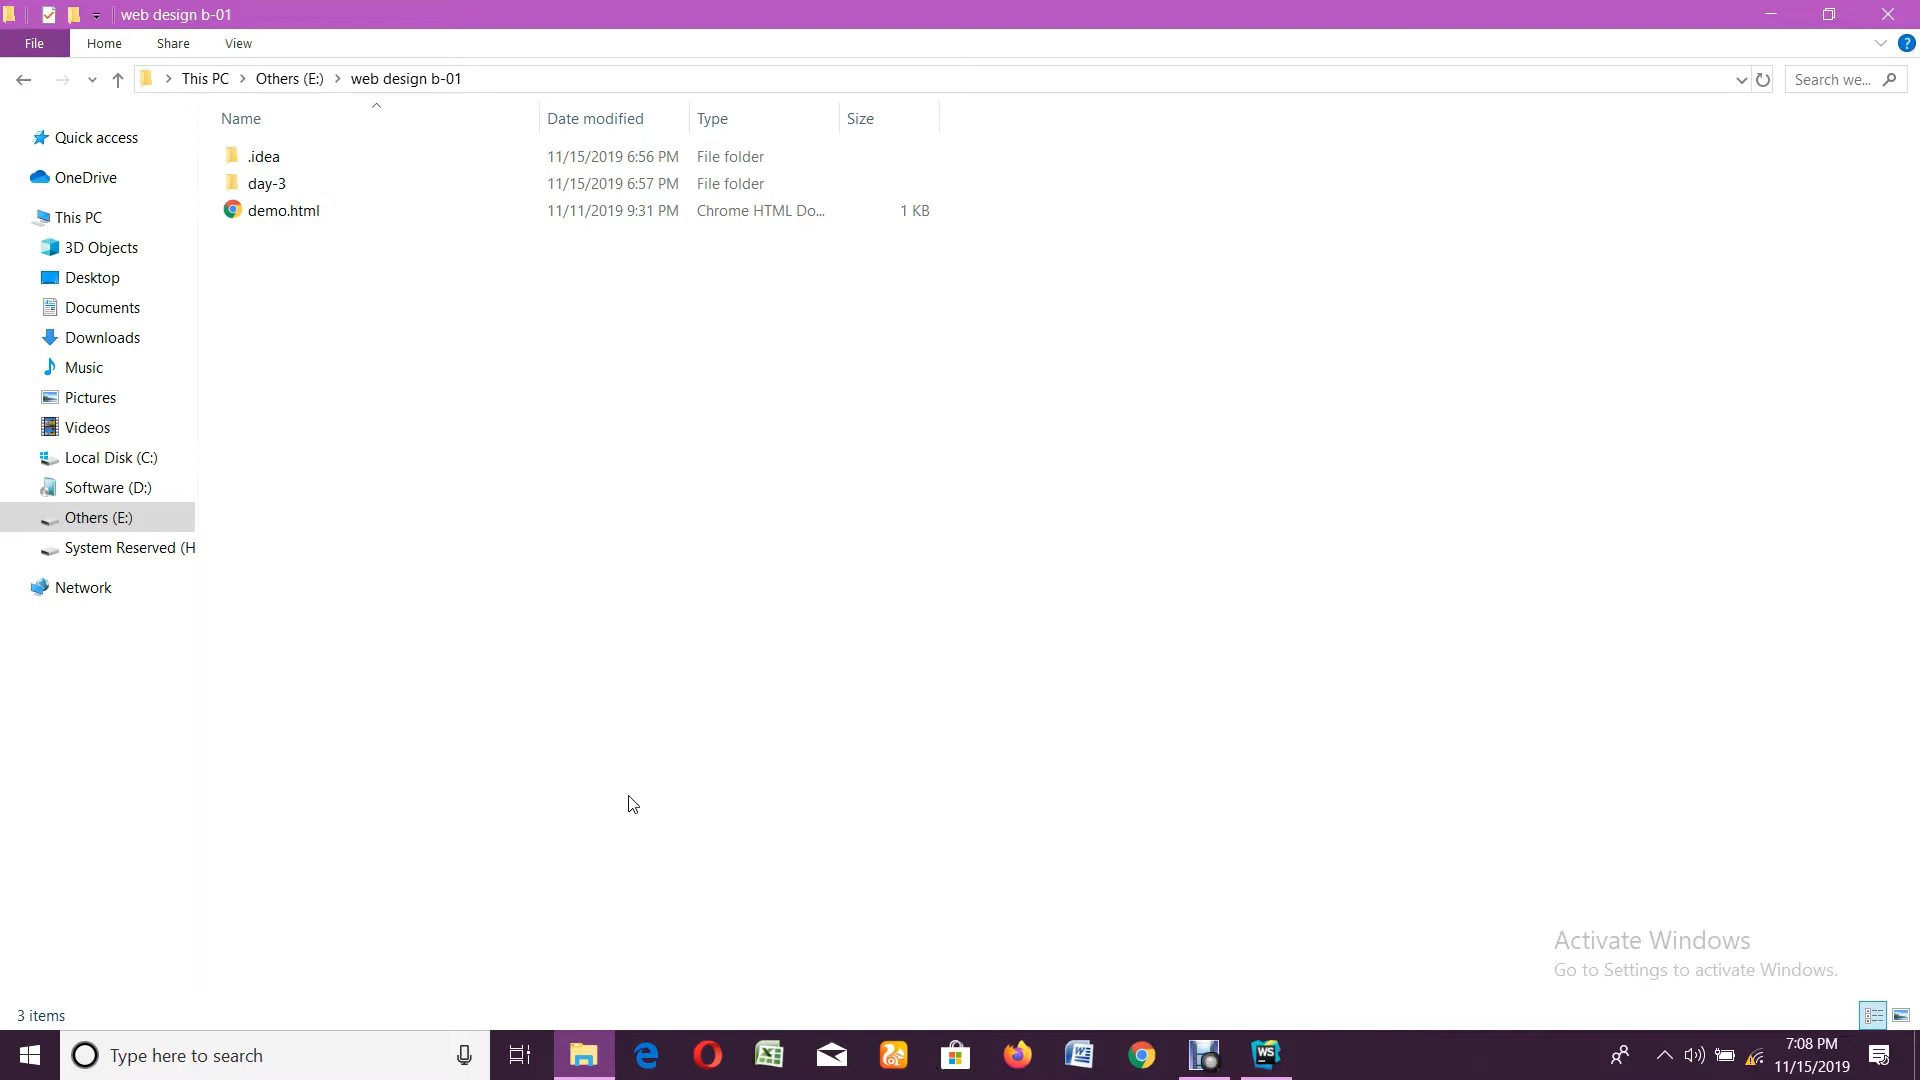 web design b-01
File Home Share View ?
This PC Others (E:) web design b-01 Search we...
Name Date modified Type Size
.idea 11/15/2019 6:56 PM File folder
day-3 11/15/2019 6:57 PM File folder
demo.html 11/11/2019 9:31 PM Chrome HTML Do... 1 KB
Quick access
OneDrive
This PC
3D Objects
Desktop
Documents
Downloads
Music
Pictures
Videos
Local Disk (C:)
Software (D:)
Others (E:)
System Reserved (H
Network
Activate Windows
Go to Settings to activate Windows.
3 items
Type here to search WS 7:08 PM
11/15/2019